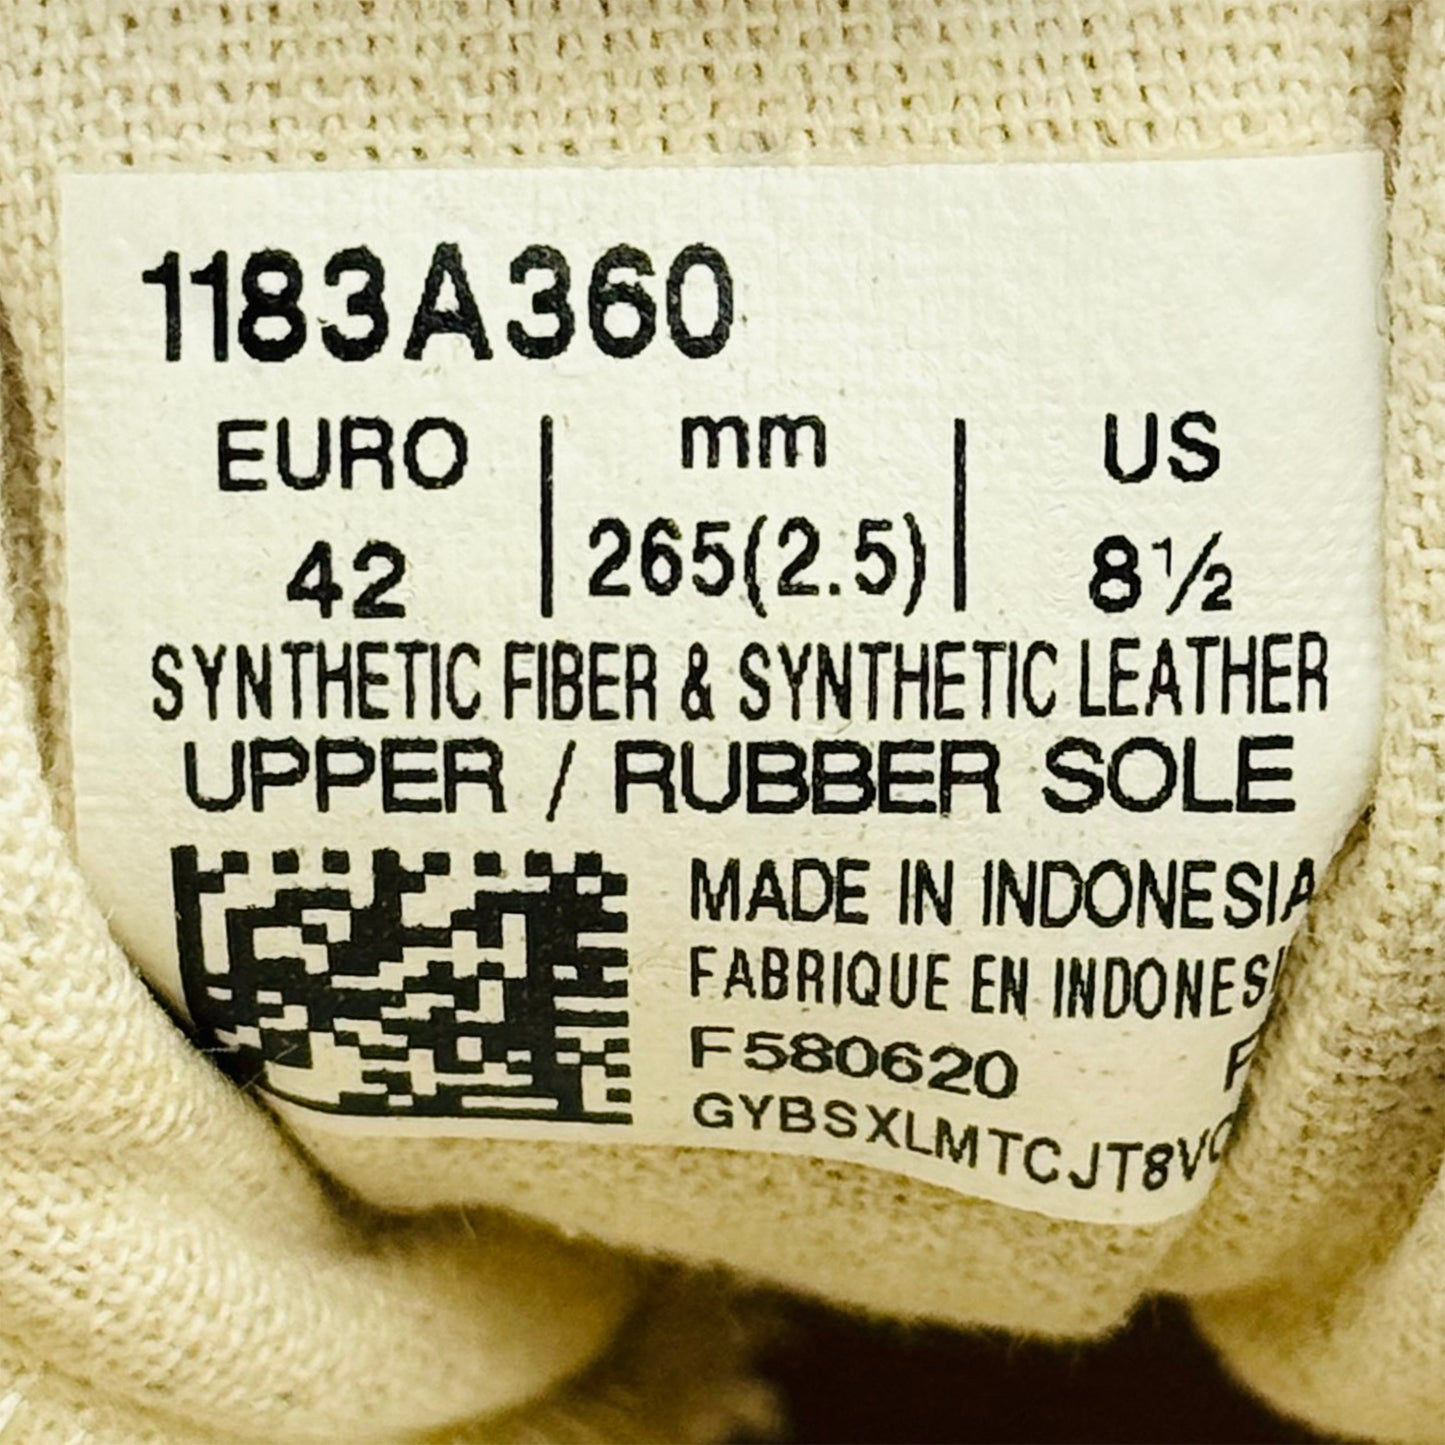 1183A360
EURO | mm | US
42 | 265(2.5) | 8½
SYNTHETIC FIBER & SYNTHETIC LEATHER
UPPER / RUBBER SOLE
MADE IN INDONESIA
FABRIQUE EN INDONES
F580620 F
GYBSXLMTCJT8V